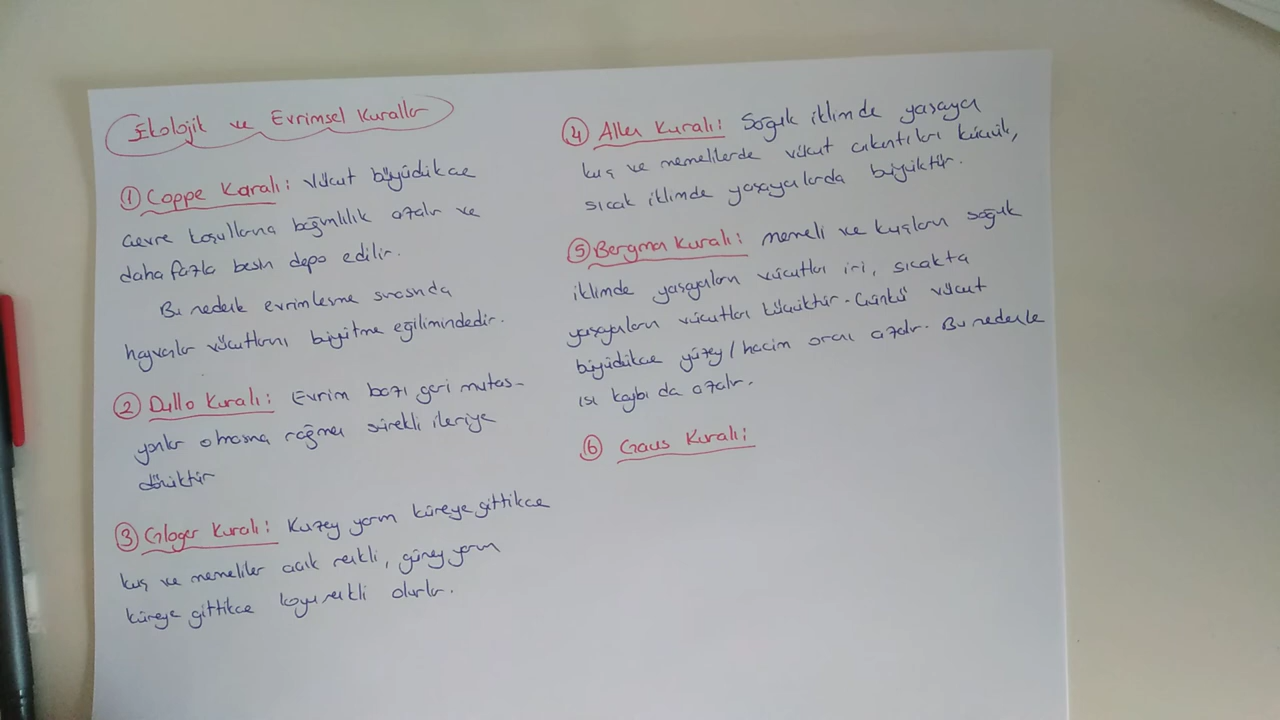 Ekolojik ve Evrimsel Kurallar
① Coppe Kuralı: Vücut büyüdükçe
çevre koşullarına bağımlılık azalır ve
daha fazla besin depo edilir.
Bu nedenle evrimleşme sırasında
hayvanlar vücutlarını büyütme eğilimindedir.
② Dollo Kuralı: Evrim bazı geri mutas-
yonlar olmasına rağmen sürekli ileriye
dönüktür
③ Gloger Kuralı: Kuzey yarım küreye gittikçe
kuş ve memeliler açık renkli, güney yarım
küreye gittikçe koyu renkli olurlar.
④ Allen Kuralı: Soğuk iklimde yaşayan
kuş ve memelilerde vücut çıkıntıları küçük,
sıcak iklimde yaşayanlarda büyüktür.
⑤ Bergman Kuralı: memeli ve kuşların soğuk
iklimde yaşayanların vücutları iri, sıcakta
yaşayanların vücutları küçüktür. Çünkü vücut
büyüdükçe yüzey/hacim oranı azalır. Bu nedenle
ısı kaybı da azalır.
⑥ Gaus Kuralı: